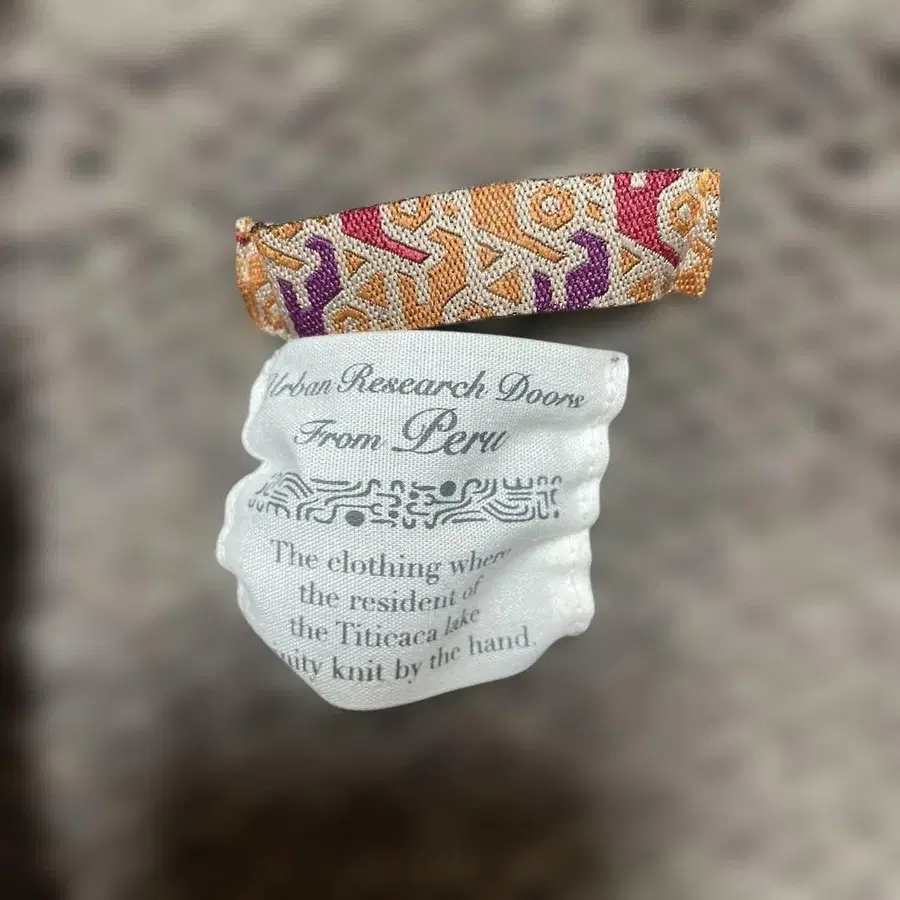 Urban Research Doors
From Peru
The clothing where
the resident of
the Titicaca lake
knit by the hand.